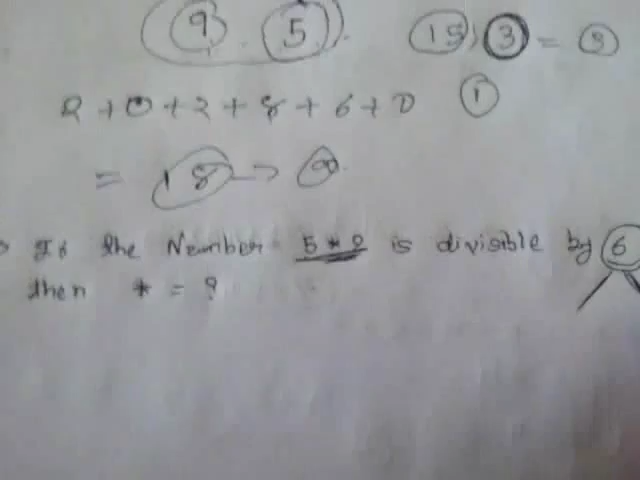 9 . 5 . 15, 3 = 5
2 + 0 + 2 + 8 + 6 + 0 1
= 18 → 9
If the Number 5 * 2 is divisible by 6
then * = ?